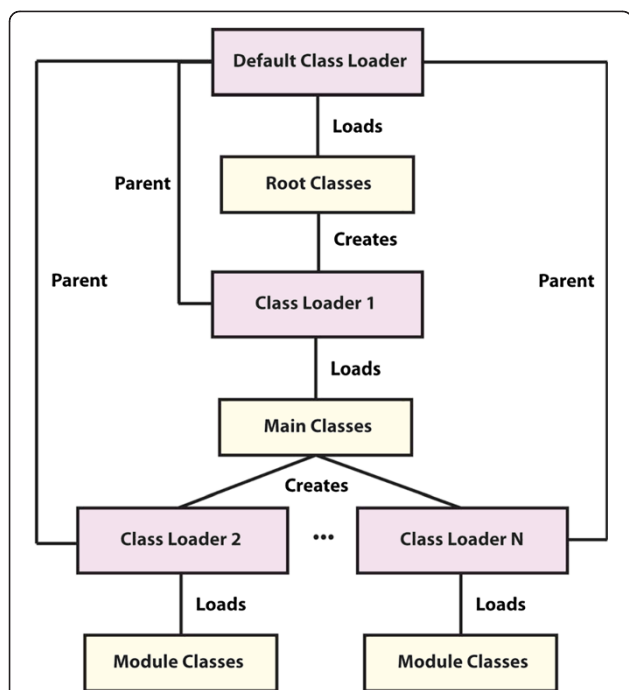 Default Class Loader
Loads
Root Classes
Parent
Creates
Parent
Parent
Class Loader 1
Loads
Main Classes
Creates
Class Loader 2
...
Class Loader N
Loads
Loads
Module Classes
Module Classes